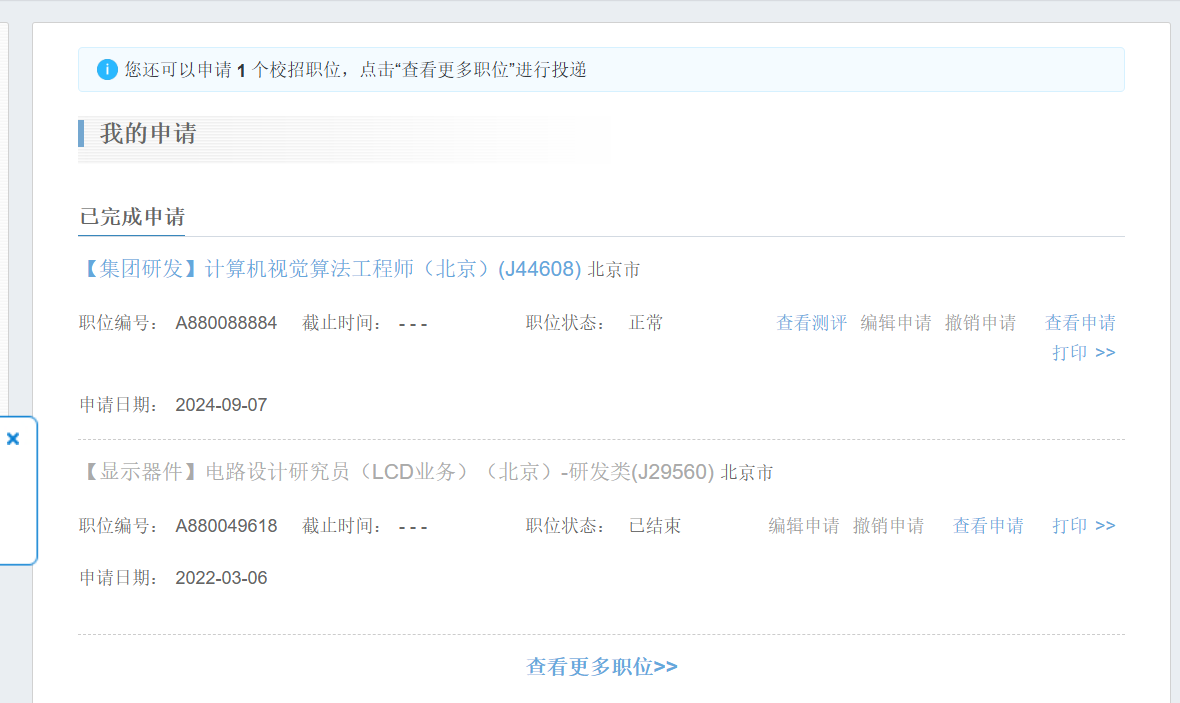 您还可以申请 1 个校招职位，点击“查看更多职位”进行投递
我的申请
已完成申请
【集团研发】计算机视觉算法工程师（北京）(J44608) 北京市
职位编号： A880088884 截止时间： - - - 职位状态： 正常 查看测评 编辑申请 撤销申请 查看申请
打印 >>
申请日期： 2024-09-07
【显示器件】电路设计研究员（LCD业务）（北京）-研发类(J29560) 北京市
职位编号： A880049618 截止时间： - - - 职位状态： 已结束 编辑申请 撤销申请 查看申请 打印 >>
申请日期： 2022-03-06
查看更多职位>>